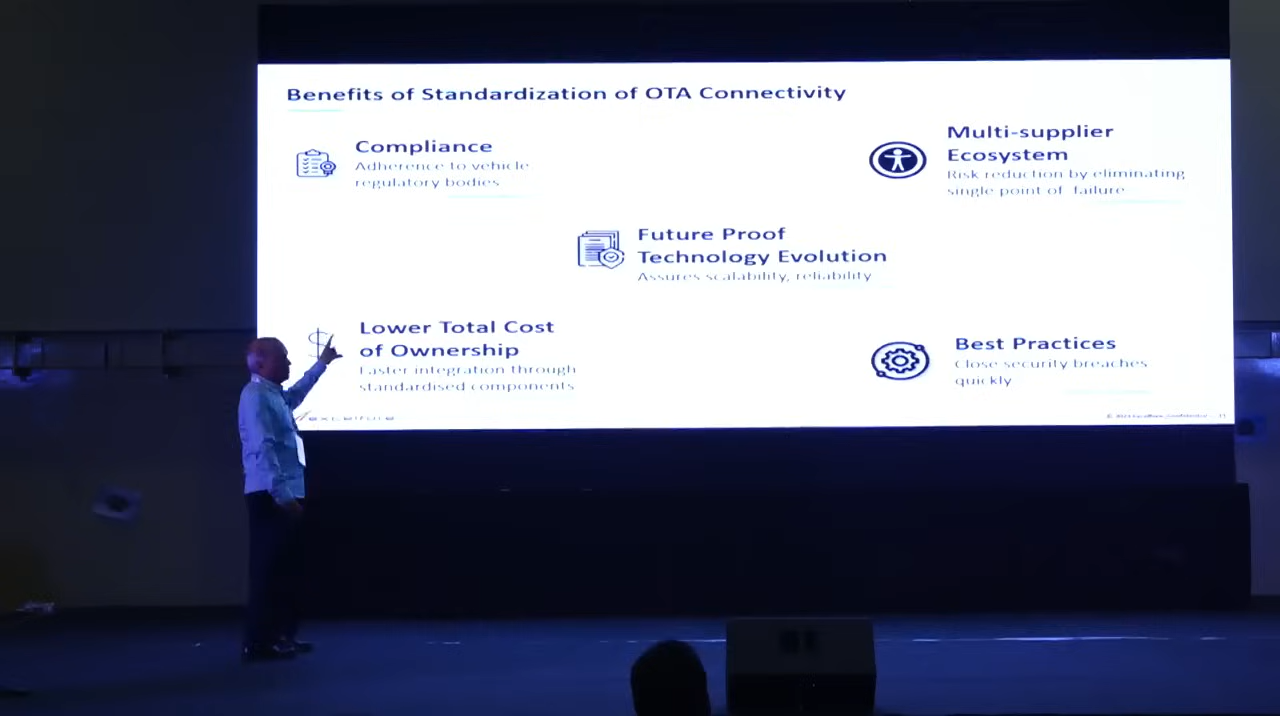 Benefits of Standardization of OTA Connectivity
Compliance
Adherence to vehicle
regulatory bodies
Multi-supplier
Ecosystem
Risk reduction by eliminating
single point of failure
Future Proof
Technology Evolution
Assures scalability, reliability
Lower Total Cost
of Ownership
Faster integration through
standardised components
Best Practices
Close security breaches
quickly
excelfore